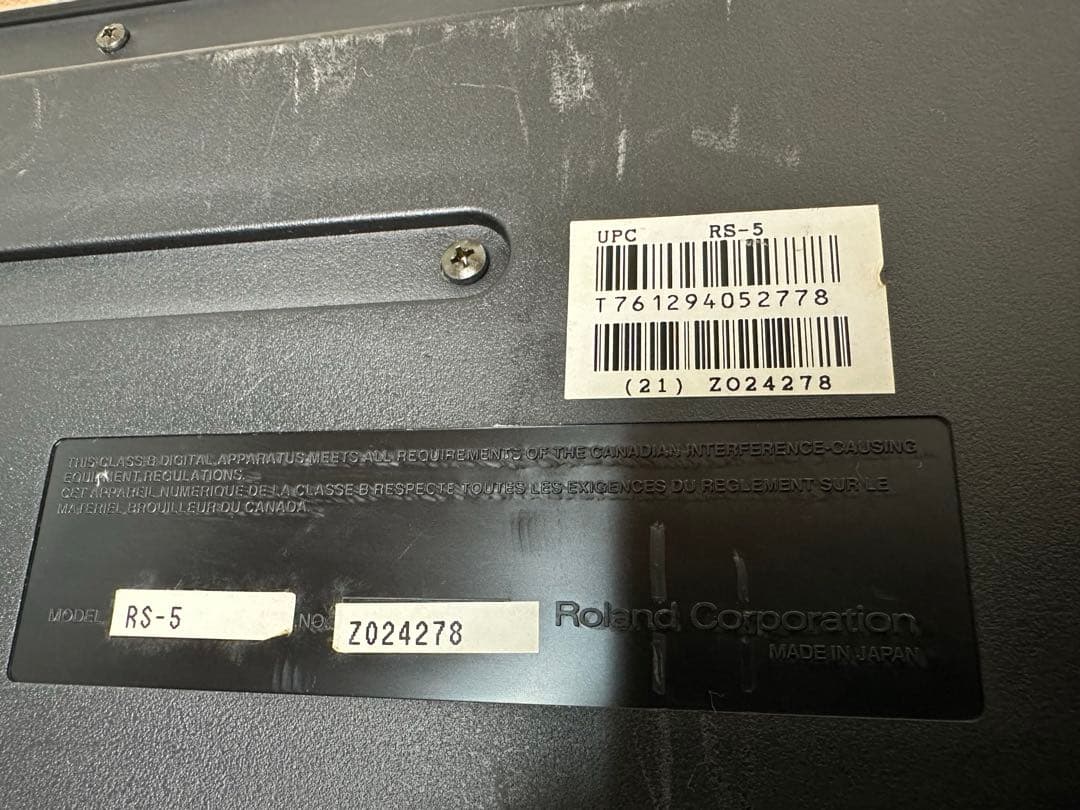 UPC RS-5
T761294052778
(21) Z024278
THIS CLASS B DIGITAL APPARATUS MEETS ALL REQUIREMENTS OF THE CANADIAN INTERFERENCE-CAUSING
EQUIPMENT REGULATIONS.
CET APPAREIL NUMERIQUE DE LA CLASSE B RESPECTE TOUTES LES EXIGENCES DU REGLEMENT SUR LE
MATERIEL BROUILLEUR DU CANADA.
MODEL RS-5 NO. Z024278 Roland Corporation
MADE IN JAPAN